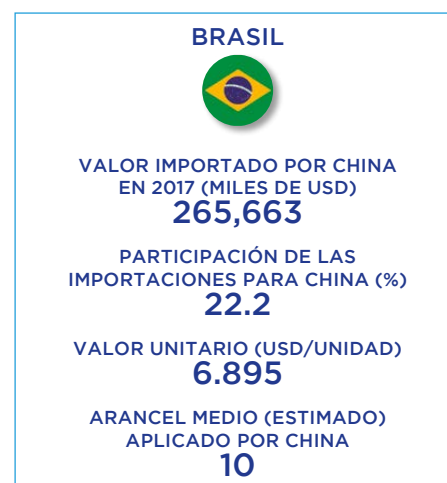 BRASIL
VALOR IMPORTADO POR CHINA
EN 2017 (MILES DE USD)
265,663
PARTICIPACIÓN DE LAS
IMPORTACIONES PARA CHINA (%)
22.2
VALOR UNITARIO (USD/UNIDAD)
6.895
ARANCEL MEDIO (ESTIMADO)
APLICADO POR CHINA
10